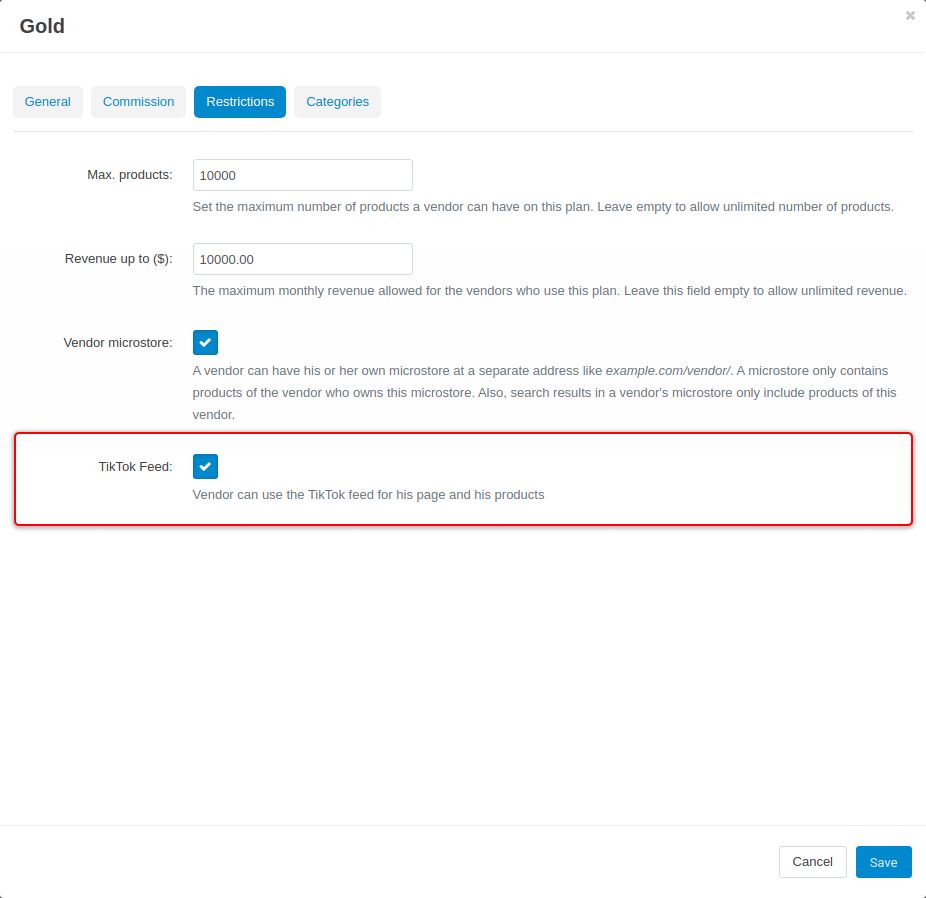 Gold
General Commission Restrictions Categories
Max. products: 10000
Set the maximum number of products a vendor can have on this plan. Leave empty to allow unlimited number of products.
Revenue up to ($): 10000.00
The maximum monthly revenue allowed for the vendors who use this plan. Leave this field empty to allow unlimited revenue.
Vendor microstore:
A vendor can have his or her own microstore at a separate address like example.com/vendor/. A microstore only contains
products of the vendor who owns this microstore. Also, search results in a vendor's microstore only include products of this
vendor.
TikTok Feed:
Vendor can use the TikTok feed for his page and his products
Cancel Save